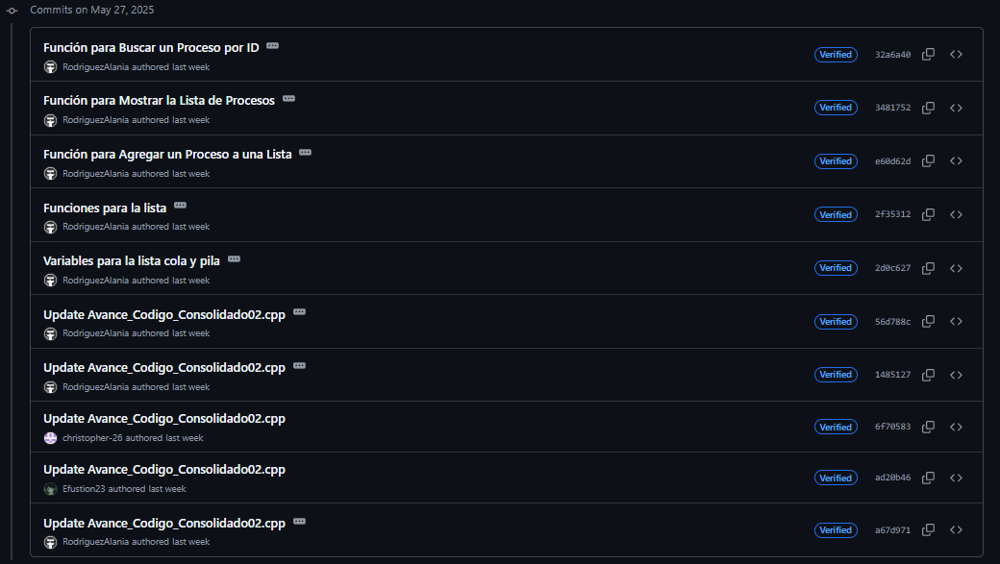 Commits on May 27, 2025
Función para Buscar un Proceso por ID
RodriguezAlania authored last week
Verified
32a6a40
Función para Mostrar la Lista de Procesos
RodriguezAlania authored last week
Verified
3481752
Función para Agregar un Proceso a una Lista
RodriguezAlania authored last week
Verified
e60d62d
Funciones para la lista
RodriguezAlania authored last week
Verified
2f35312
Variables para la lista cola y pila
RodriguezAlania authored last week
Verified
2d0c627
Update Avance_Codigo_Consolidado02.cpp
RodriguezAlania authored last week
Verified
56d788c
Update Avance_Codigo_Consolidado02.cpp
RodriguezAlania authored last week
Verified
1485127
Update Avance_Codigo_Consolidado02.cpp
christopher-26 authored last week
Verified
6f70583
Update Avance_Codigo_Consolidado02.cpp
Efustion23 authored last week
Verified
ad20b46
Update Avance_Codigo_Consolidado02.cpp
RodriguezAlania authored last week
Verified
a67d971